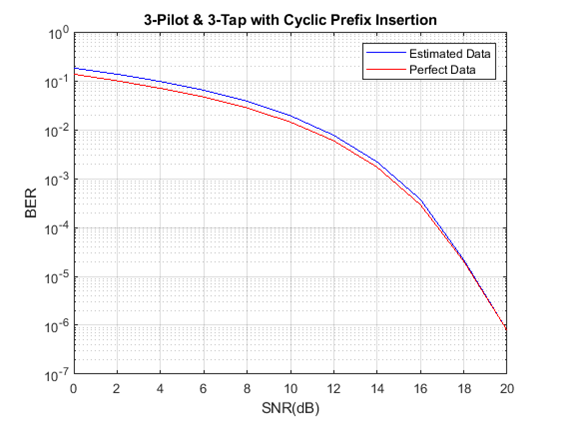 3-Pilot & 3-Tap with Cyclic Prefix Insertion
Estimated Data
Perfect Data
BER
10^0
10^-1
10^-2
10^-3
10^-4
10^-5
10^-6
10^-7
0 2 4 6 8 10 12 14 16 18 20
SNR(dB)